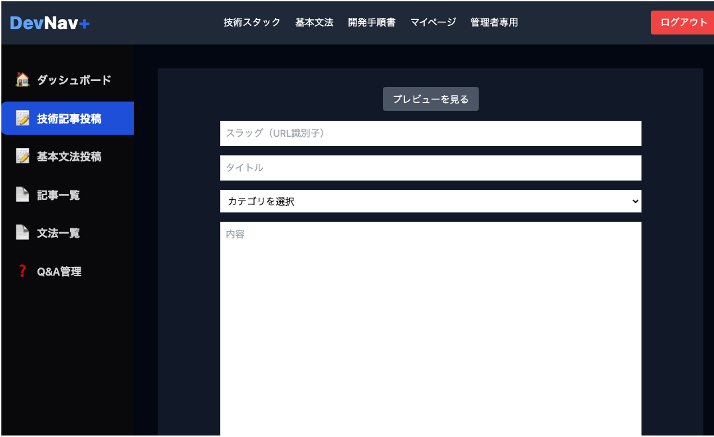 DevNav+
技術スタック 基本文法 開発手順書 マイページ 管理者専用
ログアウト
ダッシュボード
技術記事投稿
基本文法投稿
記事一覧
文法一覧
Q&A管理
プレビューを見る
スラッグ（URL識別子）
タイトル
カテゴリを選択
内容